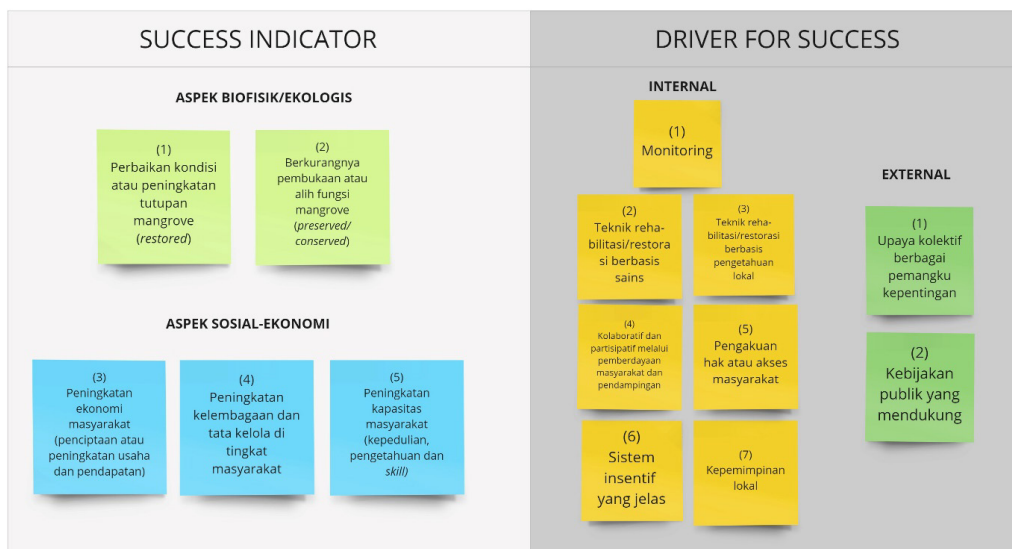 SUCCESS INDICATOR
ASPEK BIOFISIK/EKOLOGIS
(1)
Perbaikan kondisi
atau peningkatan
tutupan
mangrove
(restored)
(2)
Berkurangnya
pembukaan atau
alih fungsi
mangrove
(preserved/
conserved)
ASPEK SOSIAL-EKONOMI
(3)
Peningkatan
ekonomi
masyarakat
(penciptaan atau
peningkatan usaha
dan pendapatan)
(4)
Peningkatan
kelembagaan dan
tata kelola di
tingkat
masyarakat
(5)
Peningkatan
kapasitas
masyarakat
(kepedulian,
pengetahuan dan
skill)
DRIVER FOR SUCCESS
INTERNAL
(1)
Monitoring
(2)
Teknik reha-
bilitasi/restora
si berbasis
sains
(3)
Teknik reha-
bilitasi/restorasi
berbasis
pengetahuan
lokal
(4)
Kolaboratif dan
partisipatif melalui
pemberdayaan
masyarakat dan
pendampingan
(5)
Pengakuan
hak atau akses
masyarakat
(6)
Sistem
insentif
yang jelas
(7)
Kepemimpinan
lokal
EXTERNAL
(1)
Upaya kolektif
berbagai
pemangku
kepentingan
(2)
Kebijakan
publik yang
mendukung